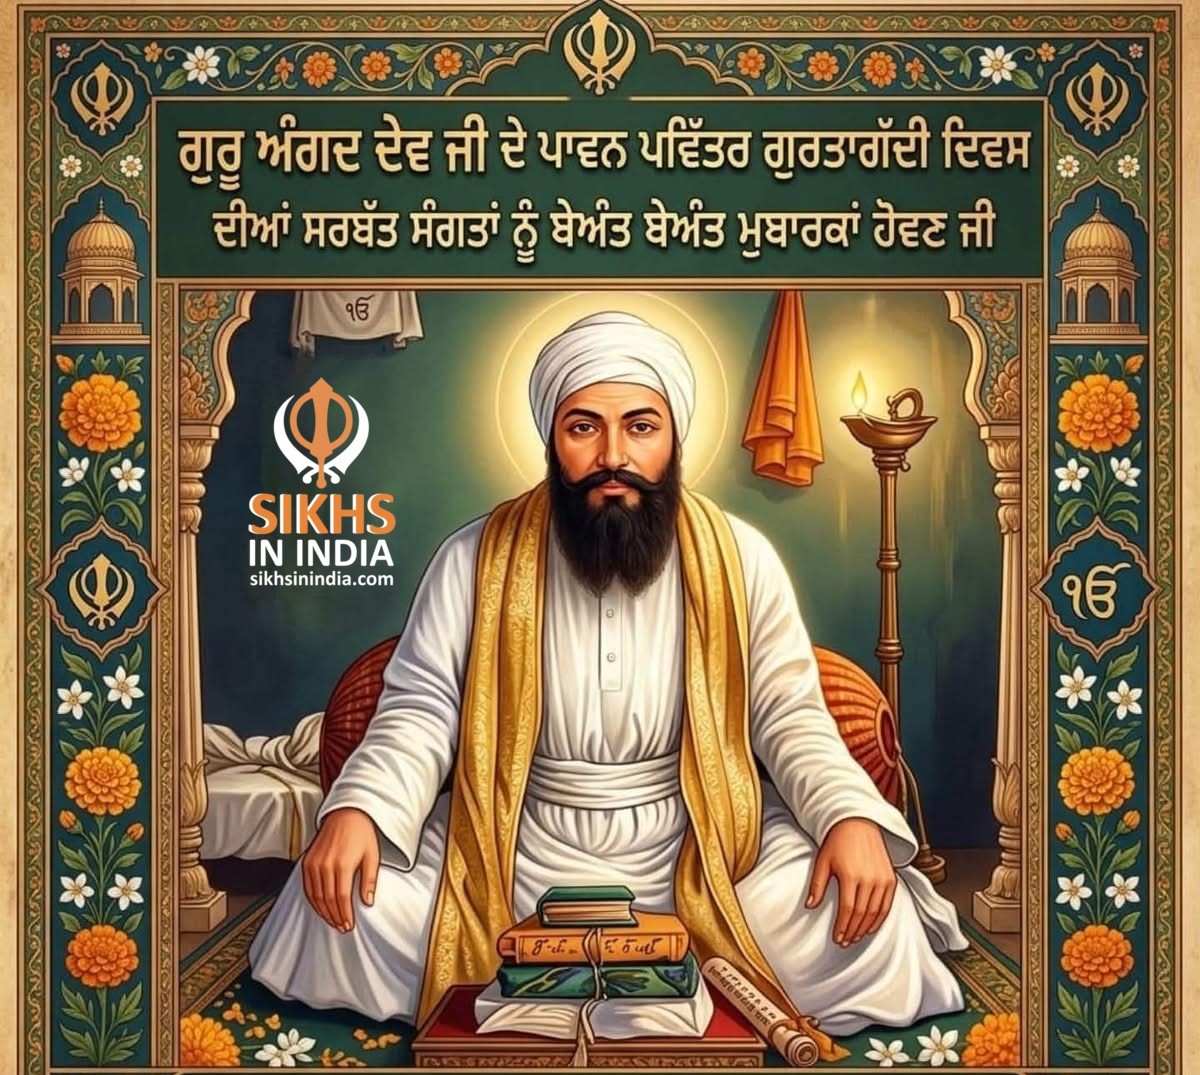 ਗੁਰੂ ਅੰਗਦ ਦੇਵ ਜੀ ਦੇ ਪਾਵਨ ਪਵਿੱਤਰ ਗੁਰਤਾਗੱਦੀ ਦਿਵਸ
ਦੀਆਂ ਸਰਬੱਤ ਸੰਗਤਾਂ ਨੂੰ ਬੇਅੰਤ ਬੇਅੰਤ ਮੁਬਾਰਕਾਂ ਹੋਵਣ ਜੀ
ੴ
SIKHS
IN INDIA
sikhsinindia.com
ੴ